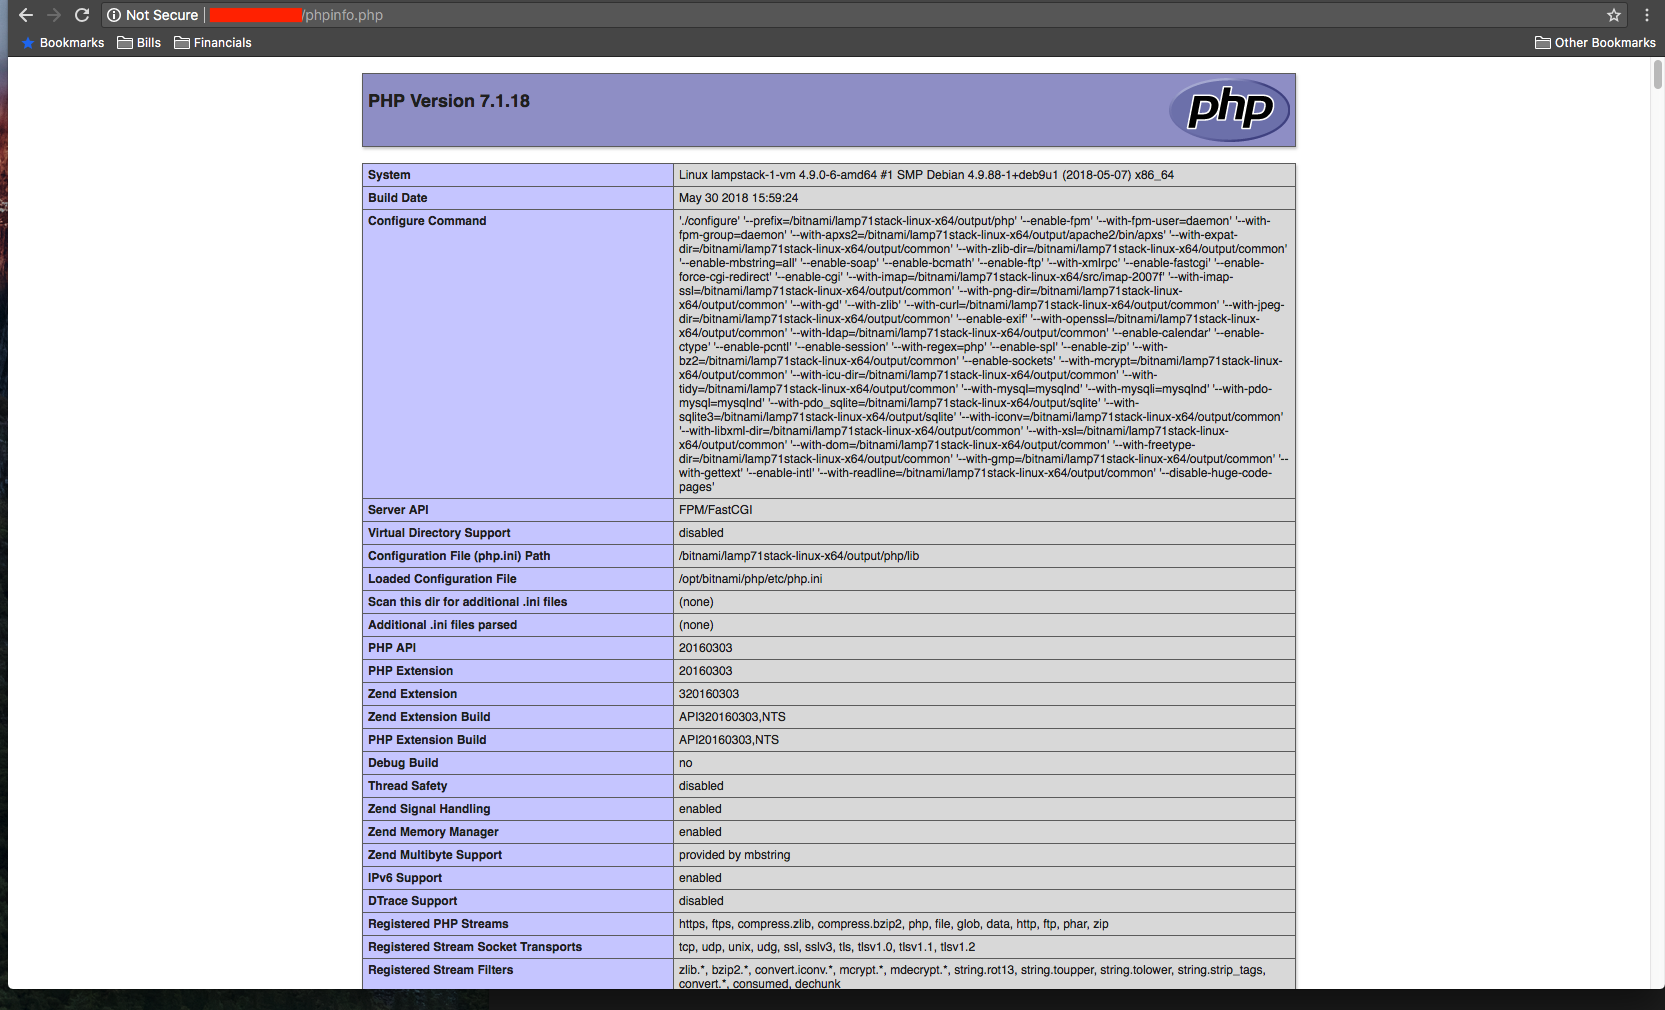 Not Secure | /phpinfo.php
Bookmarks Bills Financials Other Bookmarks
PHP Version 7.1.18 php
System Linux lampstack-1-vm 4.9.0-6-amd64 #1 SMP Debian 4.9.88-1+deb9u1 (2018-05-07) x86_64
Build Date May 30 2018 15:59:24
Configure Command './configure' '--prefix=/bitnami/lamp71stack-linux-x64/output/php' '--enable-fpm' '--with-fpm-user=daemon' '--with-
fpm-group=daemon' '--with-apxs2=/bitnami/lamp71stack-linux-x64/output/apache2/bin/apxs' '--with-expat-
dir=/bitnami/lamp71stack-linux-x64/output/common' '--with-zlib-dir=/bitnami/lamp71stack-linux-x64/output/common'
'--enable-mbstring=all' '--enable-soap' '--enable-bcmath' '--enable-ftp' '--with-xmlrpc' '--enable-fastcgi' '--enable-
force-cgi-redirect' '--enable-cgi' '--with-imap=/bitnami/lamp71stack-linux-x64/src/imap-2007f' '--with-imap-
ssl=/bitnami/lamp71stack-linux-x64/output/common' '--with-png-dir=/bitnami/lamp71stack-linux-
x64/output/common' '--with-gd' '--with-zlib' '--with-curl=/bitnami/lamp71stack-linux-x64/output/common' '--with-jpeg-
dir=/bitnami/lamp71stack-linux-x64/output/common' '--enable-exif' '--with-openssl=/bitnami/lamp71stack-linux-
x64/output/common' '--with-ldap=/bitnami/lamp71stack-linux-x64/output/common' '--enable-calendar' '--enable-
ctype' '--enable-pcntl' '--enable-session' '--with-regex=php' '--enable-spl' '--enable-zip' '--with-
bz2=/bitnami/lamp71stack-linux-x64/output/common' '--enable-sockets' '--with-mcrypt=/bitnami/lamp71stack-linux-
x64/output/common' '--with-icu-dir=/bitnami/lamp71stack-linux-x64/output/common' '--with-
tidy=/bitnami/lamp71stack-linux-x64/output/common' '--with-mysql=mysqlnd' '--with-mysqli=mysqlnd' '--with-pdo-
mysql=mysqlnd' '--with-pdo_sqlite=/bitnami/lamp71stack-linux-x64/output/sqlite' '--with-
sqlite3=/bitnami/lamp71stack-linux-x64/output/sqlite' '--with-iconv=/bitnami/lamp71stack-linux-x64/output/common'
'--with-libxml-dir=/bitnami/lamp71stack-linux-x64/output/common' '--with-xsl=/bitnami/lamp71stack-linux-
x64/output/common' '--with-dom=/bitnami/lamp71stack-linux-x64/output/common' '--with-freetype-
dir=/bitnami/lamp71stack-linux-x64/output/common' '--with-gmp=/bitnami/lamp71stack-linux-x64/output/common' '--
with-gettext' '--enable-intl' '--with-readline=/bitnami/lamp71stack-linux-x64/output/common' '--disable-huge-code-
pages'
Server API FPM/FastCGI
Virtual Directory Support disabled
Configuration File (php.ini) Path /bitnami/lamp71stack-linux-x64/output/php/lib
Loaded Configuration File /opt/bitnami/php/etc/php.ini
Scan this dir for additional .ini files (none)
Additional .ini files parsed (none)
PHP API 20160303
PHP Extension 20160303
Zend Extension 320160303
Zend Extension Build API320160303,NTS
PHP Extension Build API20160303,NTS
Debug Build no
Thread Safety disabled
Zend Signal Handling enabled
Zend Memory Manager enabled
Zend Multibyte Support provided by mbstring
IPv6 Support enabled
DTrace Support disabled
Registered PHP Streams https, ftps, compress.zlib, compress.bzip2, php, file, glob, data, http, ftp, phar, zip
Registered Stream Socket Transports tcp, udp, unix, udg, ssl, sslv3, tls, tlsv1.0, tlsv1.1, tlsv1.2
Registered Stream Filters zlib.*, bzip2.*, convert.iconv.*, mcrypt.*, mdecrypt.*, string.rot13, string.toupper, string.tolower, string.strip_tags,
convert.*, consumed, dechunk